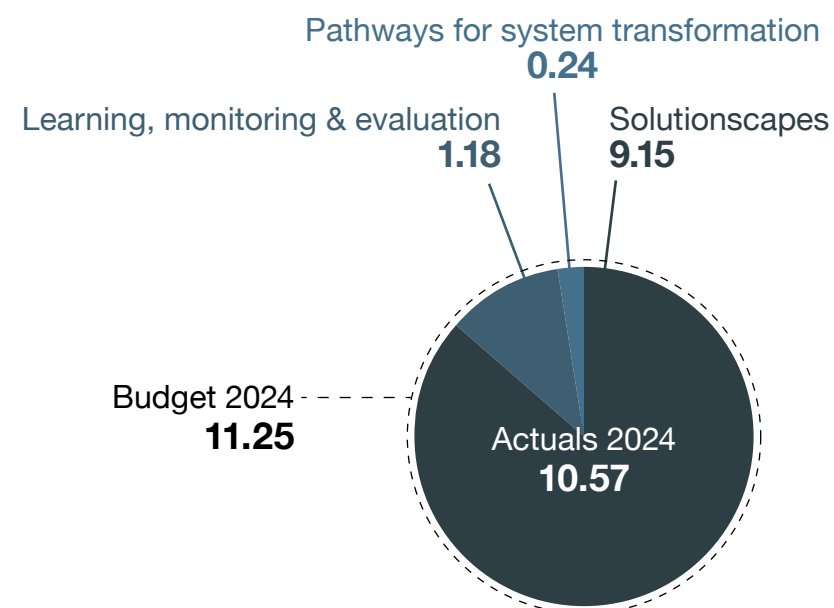 Pathways for system transformation
0.24
Learning, monitoring & evaluation
1.18
Solutionscapes
9.15
Budget 2024
11.25
Actuals 2024
10.57